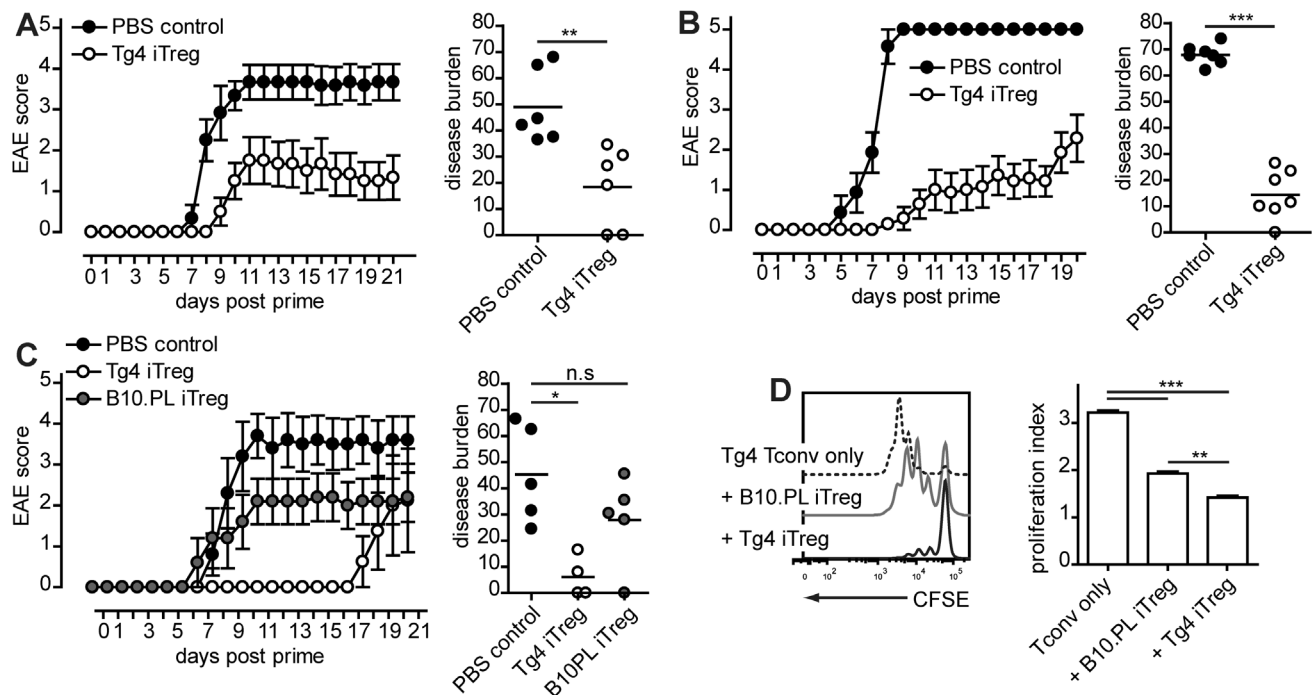 A
PBS control
Tg4 iTreg
EAE score
5
4
3
2
1
0
0 1 3 5 7 9 11 13 15 17 19 21
days post prime
disease burden
80
70
60
50
40
30
20
10
0
**
PBS control
Tg4 iTreg
B
PBS control
Tg4 iTreg
EAE score
5
4
3
2
1
0
0 1 3 5 7 9 11 13 15 17 19
days post prime
disease burden
80
70
60
50
40
30
20
10
0
***
PBS control
Tg4 iTreg
C
PBS control
Tg4 iTreg
B10.PL iTreg
EAE score
5
4
3
2
1
0
0 1 3 5 7 9 11 13 15 17 19 21
days post prime
disease burden
80
70
60
50
40
30
20
10
0
n.s
*
PBS control
Tg4 iTreg
B10PL iTreg
D
Tg4 Tconv only
+ B10.PL iTreg
+ Tg4 iTreg
0 10² 10³ 10⁴ 10⁵
CFSE
proliferation index
3
2
1
0
***
**
Tconv only
+ B10.PL iTreg
+ Tg4 iTreg